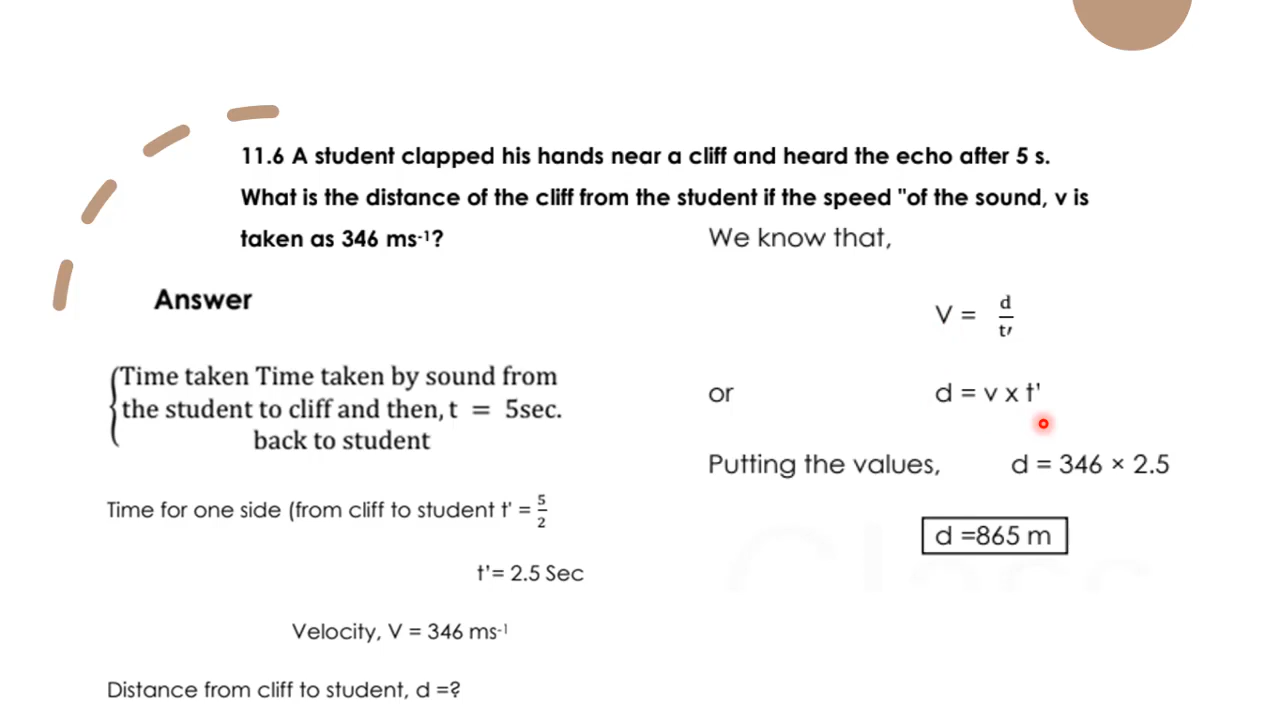 11.6 A student clapped his hands near a cliff and heard the echo after 5 s.
What is the distance of the cliff from the student if the speed "of the sound, v is
taken as 346 ms⁻¹?
Answer
{Time taken Time taken by sound from
the student to cliff and then, t = 5sec.
back to student
Time for one side (from cliff to student t' = 5/2
t'= 2.5 Sec
Velocity, V = 346 ms⁻¹
Distance from cliff to student, d =?
We know that,
V = d/t′
or d = v x t'
Putting the values, d = 346 × 2.5
d =865 m